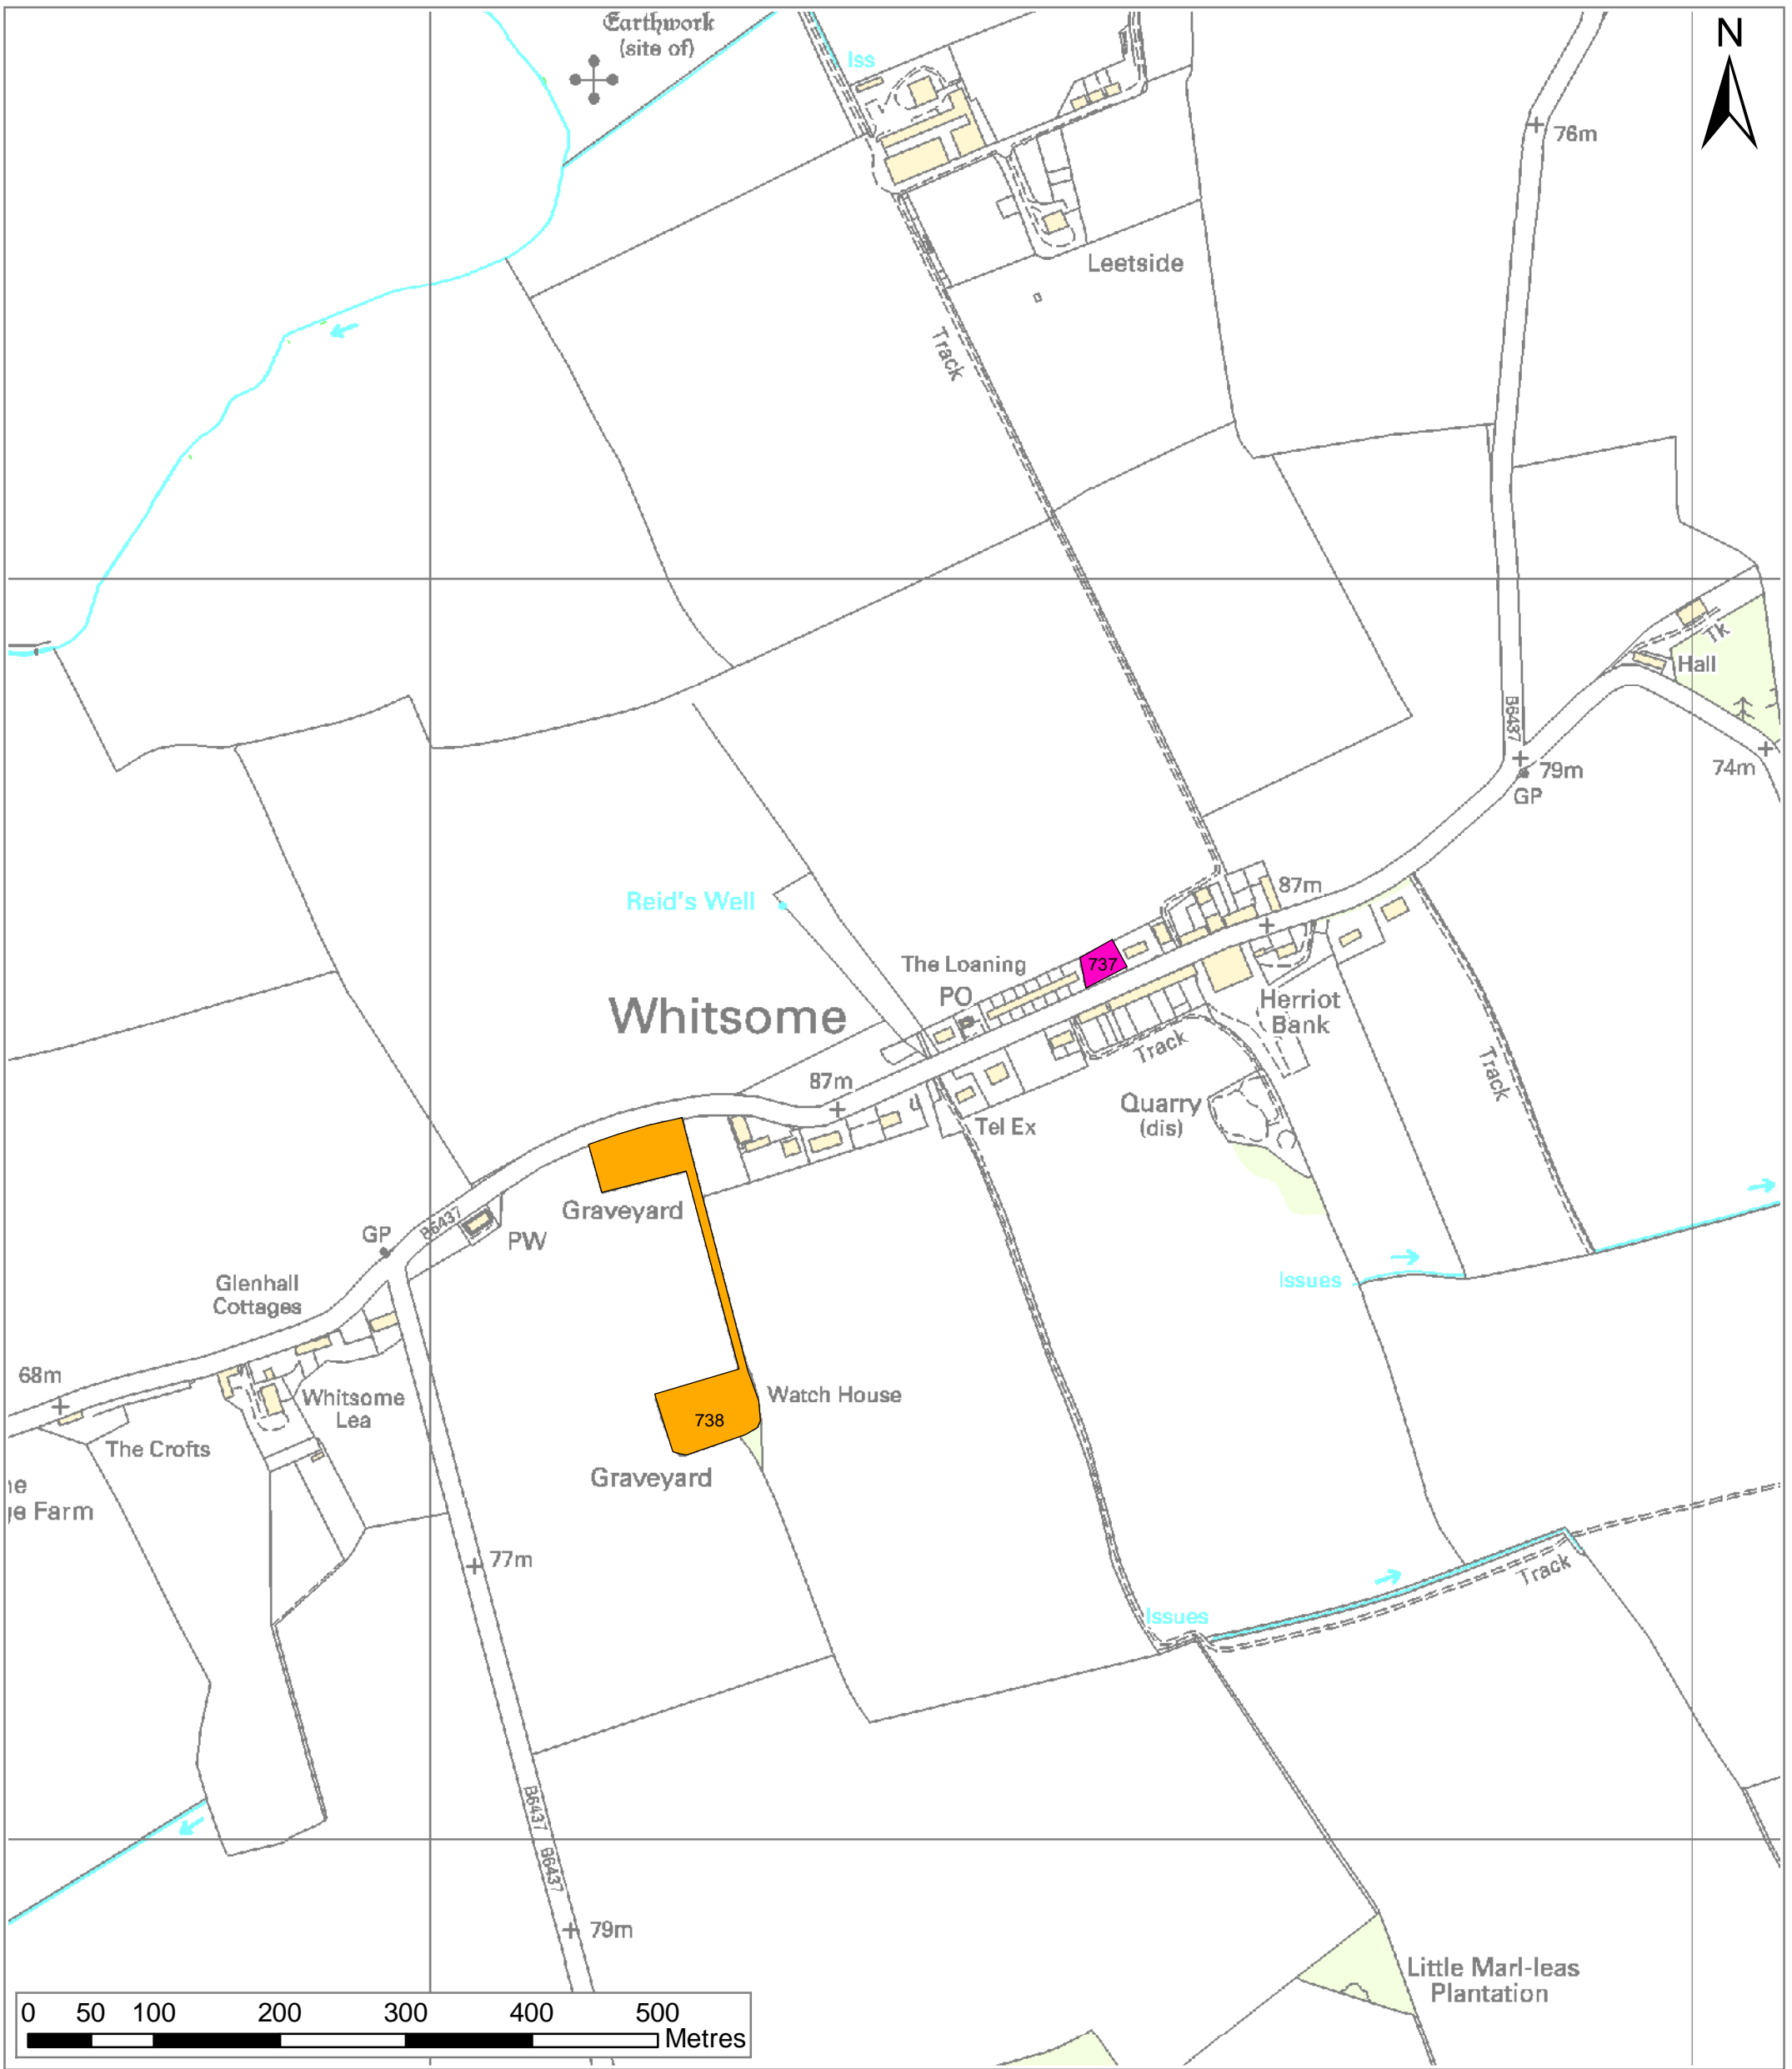 Earthwork
(site of)
Iss
N
76m
Leetside
Track
Tk
Hall
B6437
79m
GP
74m
Reid's Well
87m
The Loaning
PO
737
Whitsome
Herriot
Bank
Track
Track
87m
Quarry
(dis)
Tel Ex
Graveyard
GP
B6437
PW
Issues
Glenhall
Cottages
68m
Whitsome
Lea
Watch House
738
The Crofts
Graveyard
e Farm
77m
Track
Issues
B6437
B6437
79m
Little Marl-leas
Plantation
0 50 100 200 300 400 500
Metres